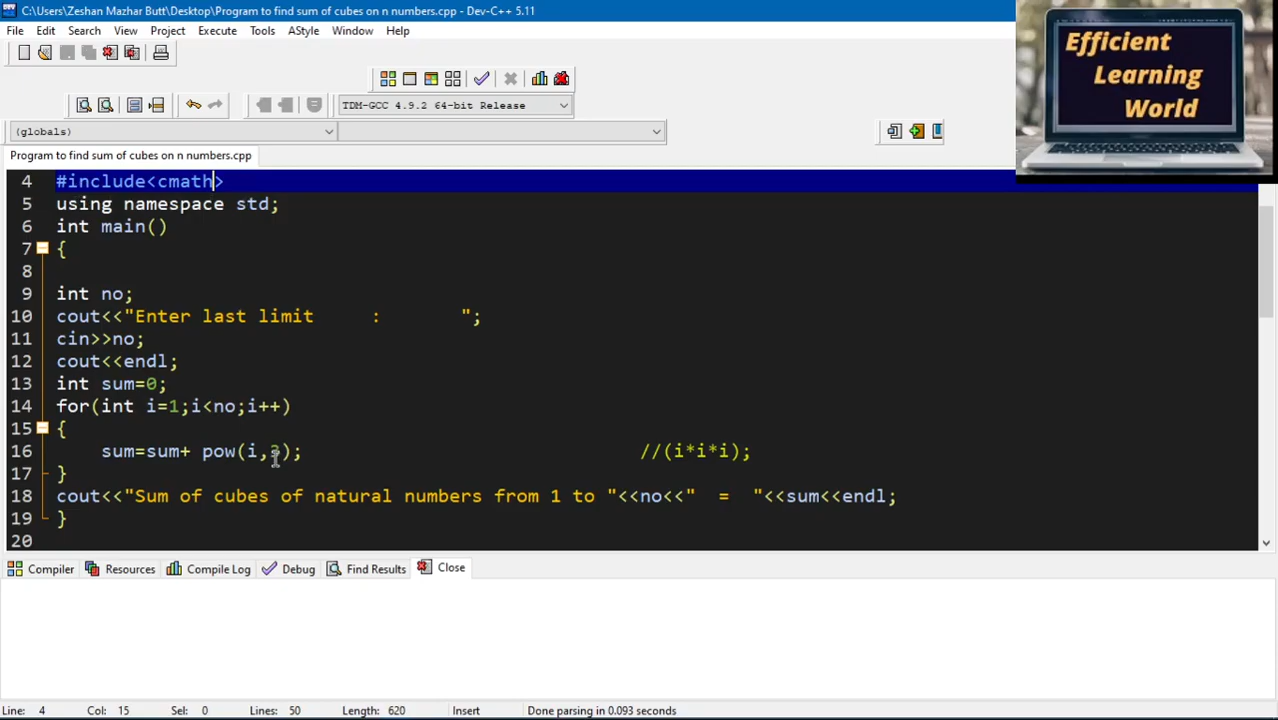 C:\Users\Zeshan Mazhar Butt\Desktop\Program to find sum of cubes on n numbers.cpp - Dev-C++ 5.11
File Edit Search View Project Execute Tools AStyle Window Help
TDM-GCC 4.9.2 64-bit Release
(globals)
Program to find sum of cubes on n numbers.cpp
Efficient
Learning
World
4 #include<cmath>
5 using namespace std;
6 int main()
7 {
8
9 int no;
10 cout<<"Enter last limit     :       ";
11 cin>>no;
12 cout<<endl;
13 int sum=0;
14 for(int i=1;i<no;i++)
15 {
16     sum=sum+ pow(i,3);                              //(i*i*i);
17 }
18 cout<<"Sum of cubes of natural numbers from 1 to "<<no<<"  =  "<<sum<<endl;
19 }
20
Compiler Resources Compile Log Debug Find Results Close
Line: 4 Col: 15 Sel: 0 Lines: 50 Length: 620 Insert Done parsing in 0.093 seconds